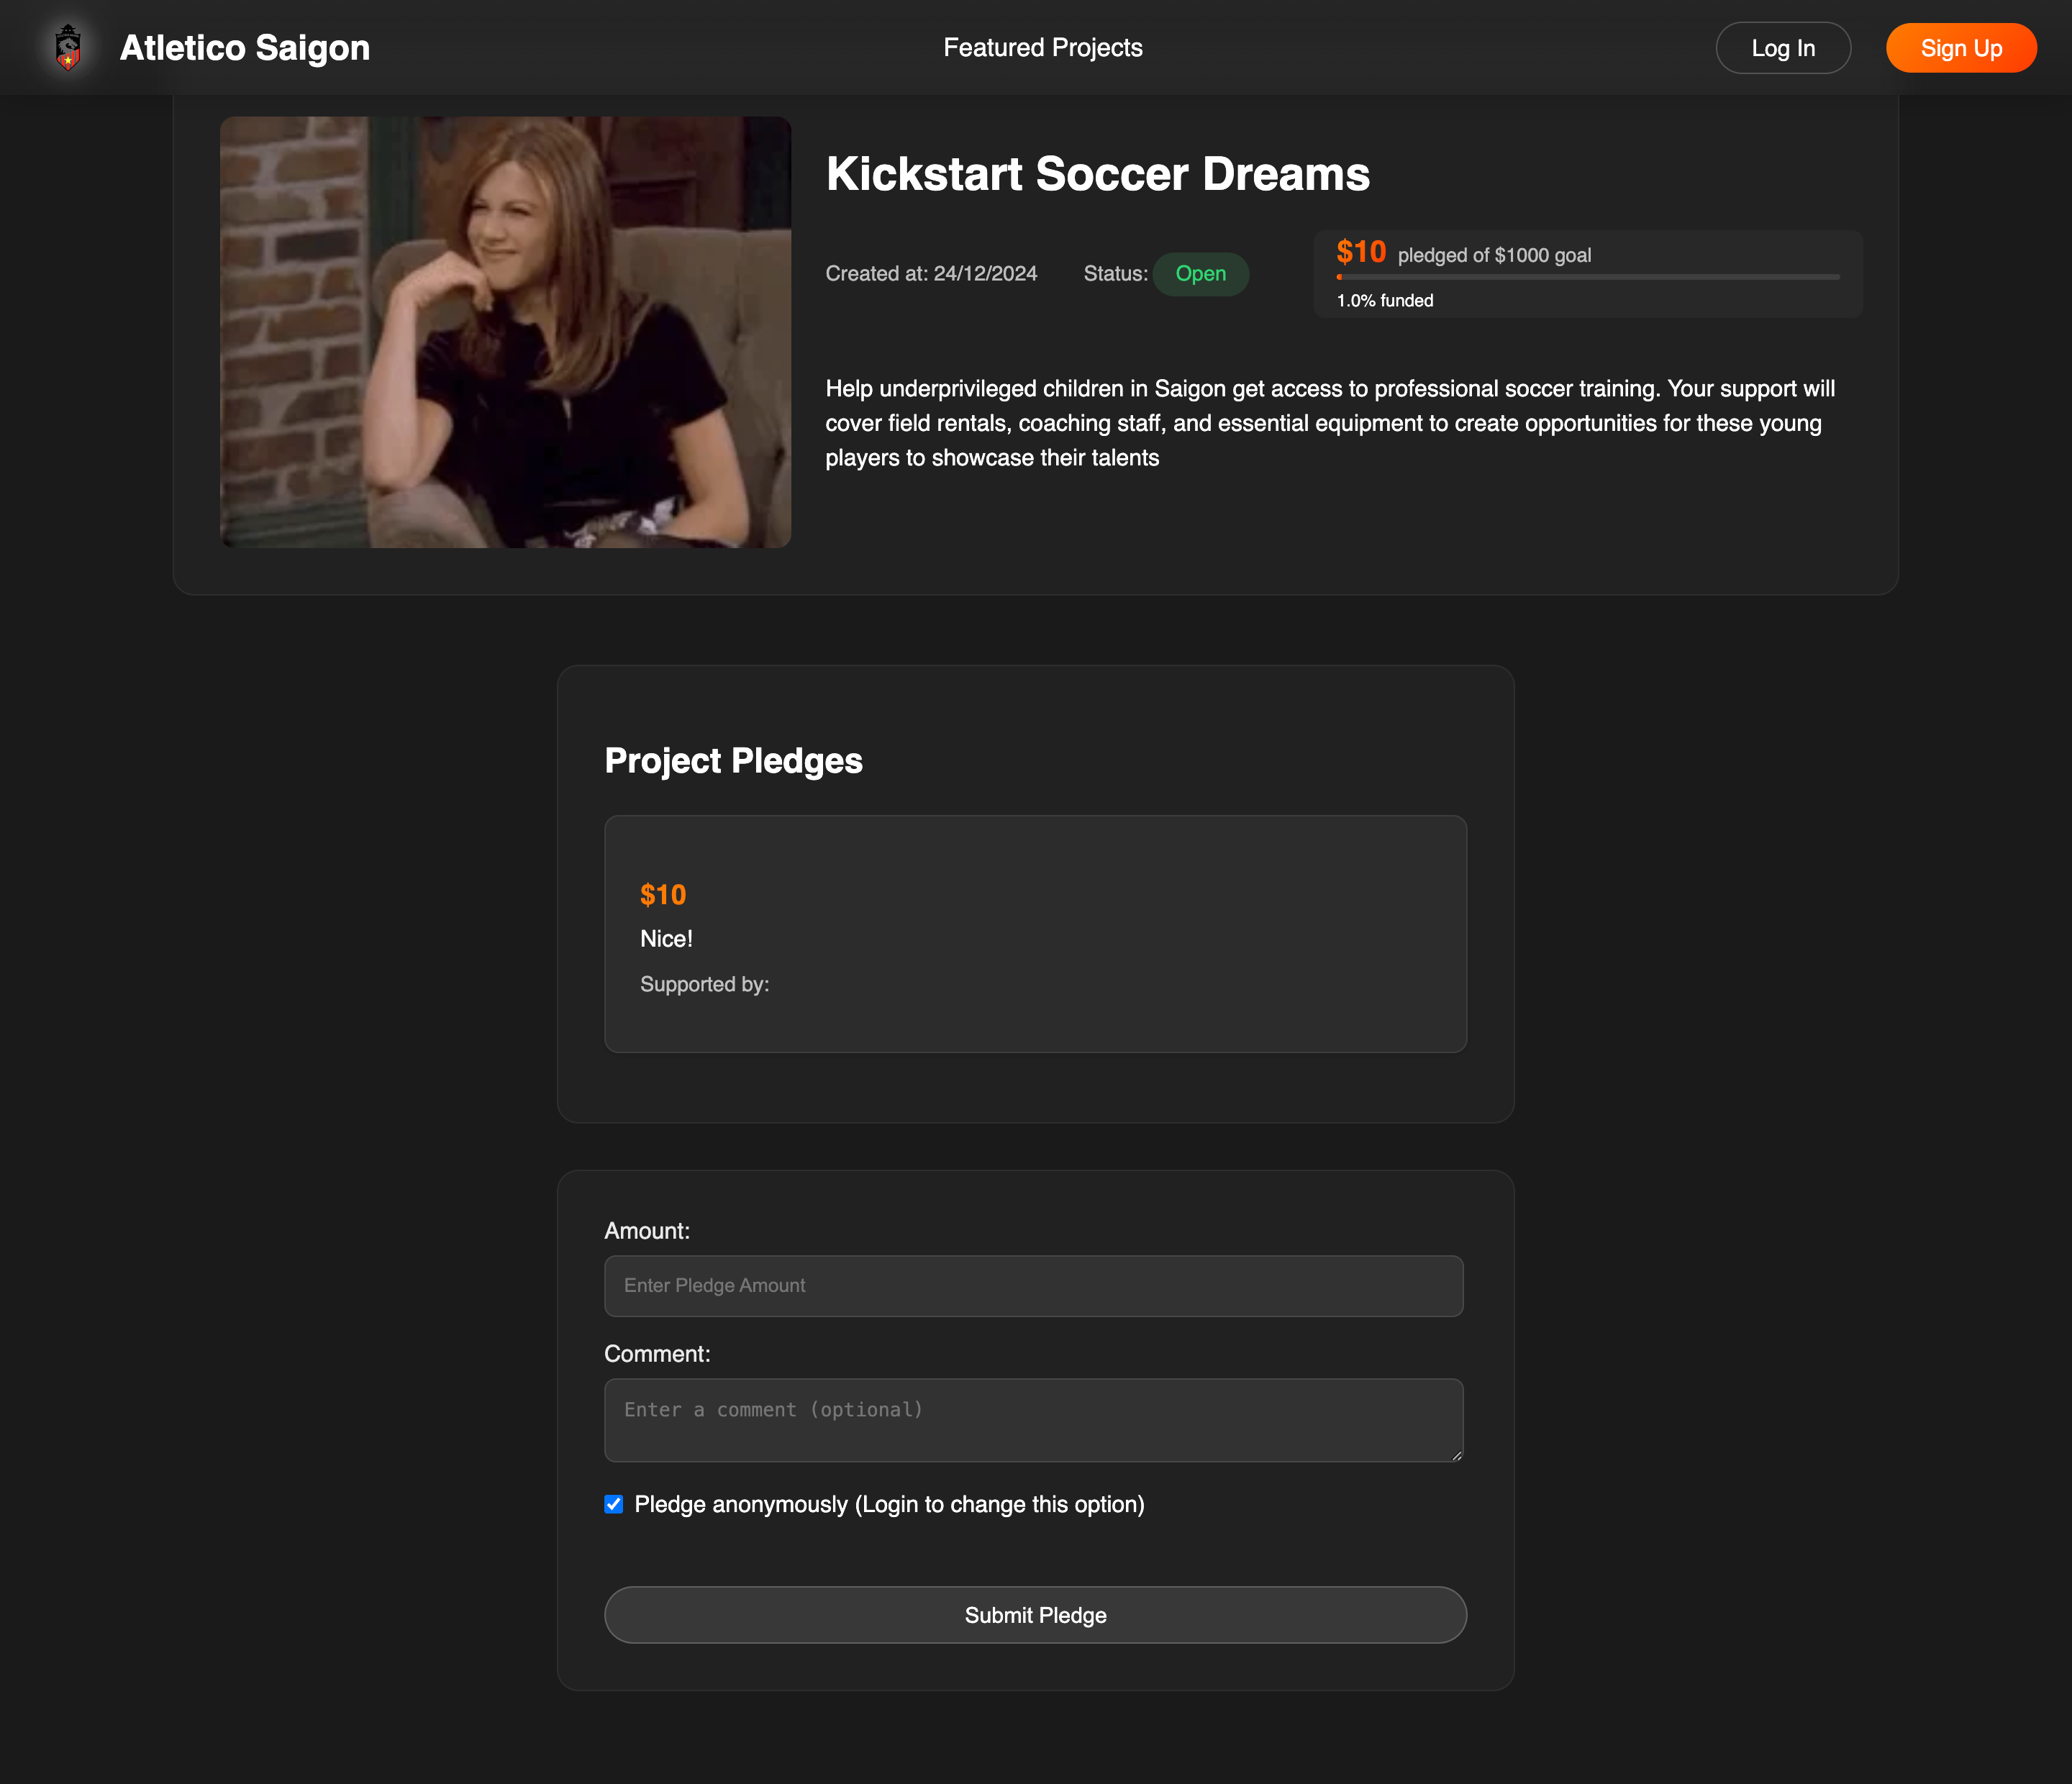 Atletico Saigon
Featured Projects
Log In
Sign Up
Kickstart Soccer Dreams
Created at: 24/12/2024
Status: Open
$10 pledged of $1000 goal
1.0% funded
Help underprivileged children in Saigon get access to professional soccer training. Your support will
cover field rentals, coaching staff, and essential equipment to create opportunities for these young
players to showcase their talents
Project Pledges
$10
Nice!
Supported by:
Amount:
Enter Pledge Amount
Comment:
Enter a comment (optional)
Pledge anonymously (Login to change this option)
Submit Pledge